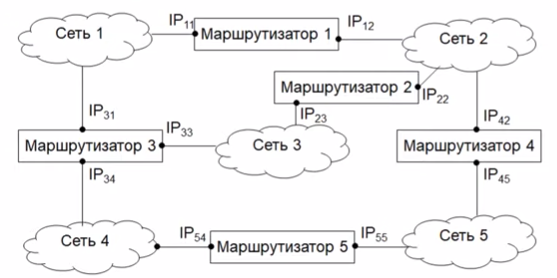 Сеть 1
IP11
Маршрутизатор 1
IP12
Сеть 2
Маршрутизатор 2
IP22
IP23
IP31
IP33
IP42
Маршрутизатор 3
Сеть 3
Маршрутизатор 4
IP34
IP45
Сеть 4
IP54
Маршрутизатор 5
IP55
Сеть 5